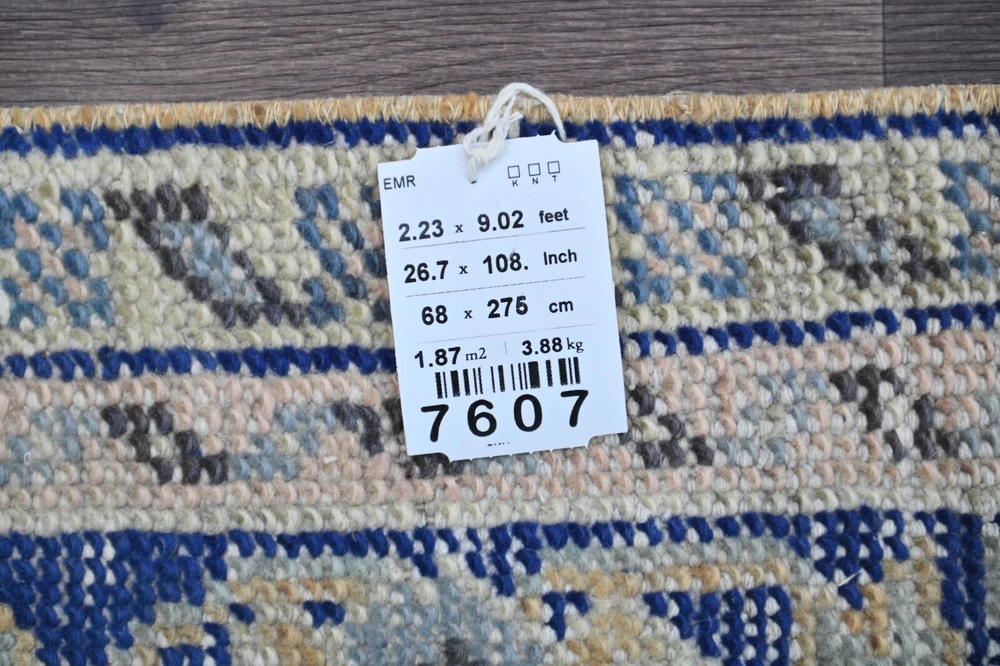 EMR
K N T
2.23 x 9.02 feet
26.7 x 108. Inch
68 x 275 cm
1.87 m2 | 3.88 kg
7607